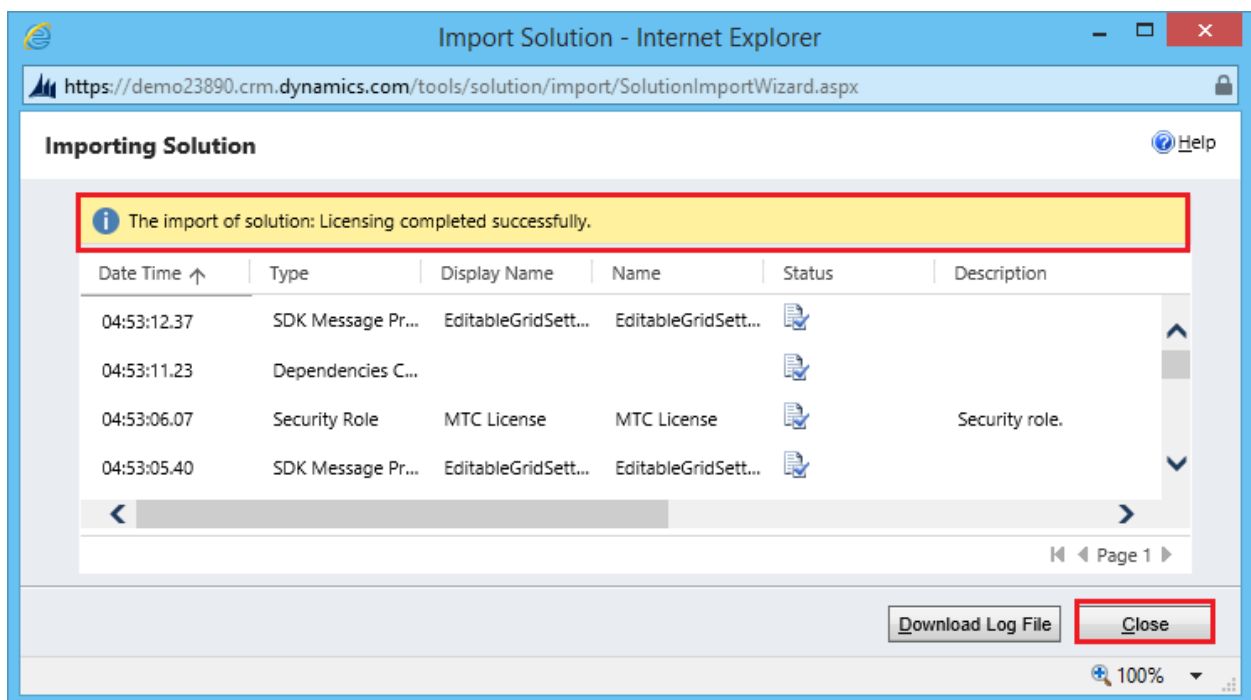 Import Solution - Internet Explorer
https://demo23890.crm.dynamics.com/tools/solution/import/SolutionImportWizard.aspx
Importing Solution
Help
The import of solution: Licensing completed successfully.
Date Time Type Display Name Name Status Description
04:53:12.37 SDK Message Pr... EditableGridSett... EditableGridSett...
04:53:11.23 Dependencies C...
04:53:06.07 Security Role MTC License MTC License Security role.
04:53:05.40 SDK Message Pr... EditableGridSett... EditableGridSett...
Page 1
Download Log File Close
100%